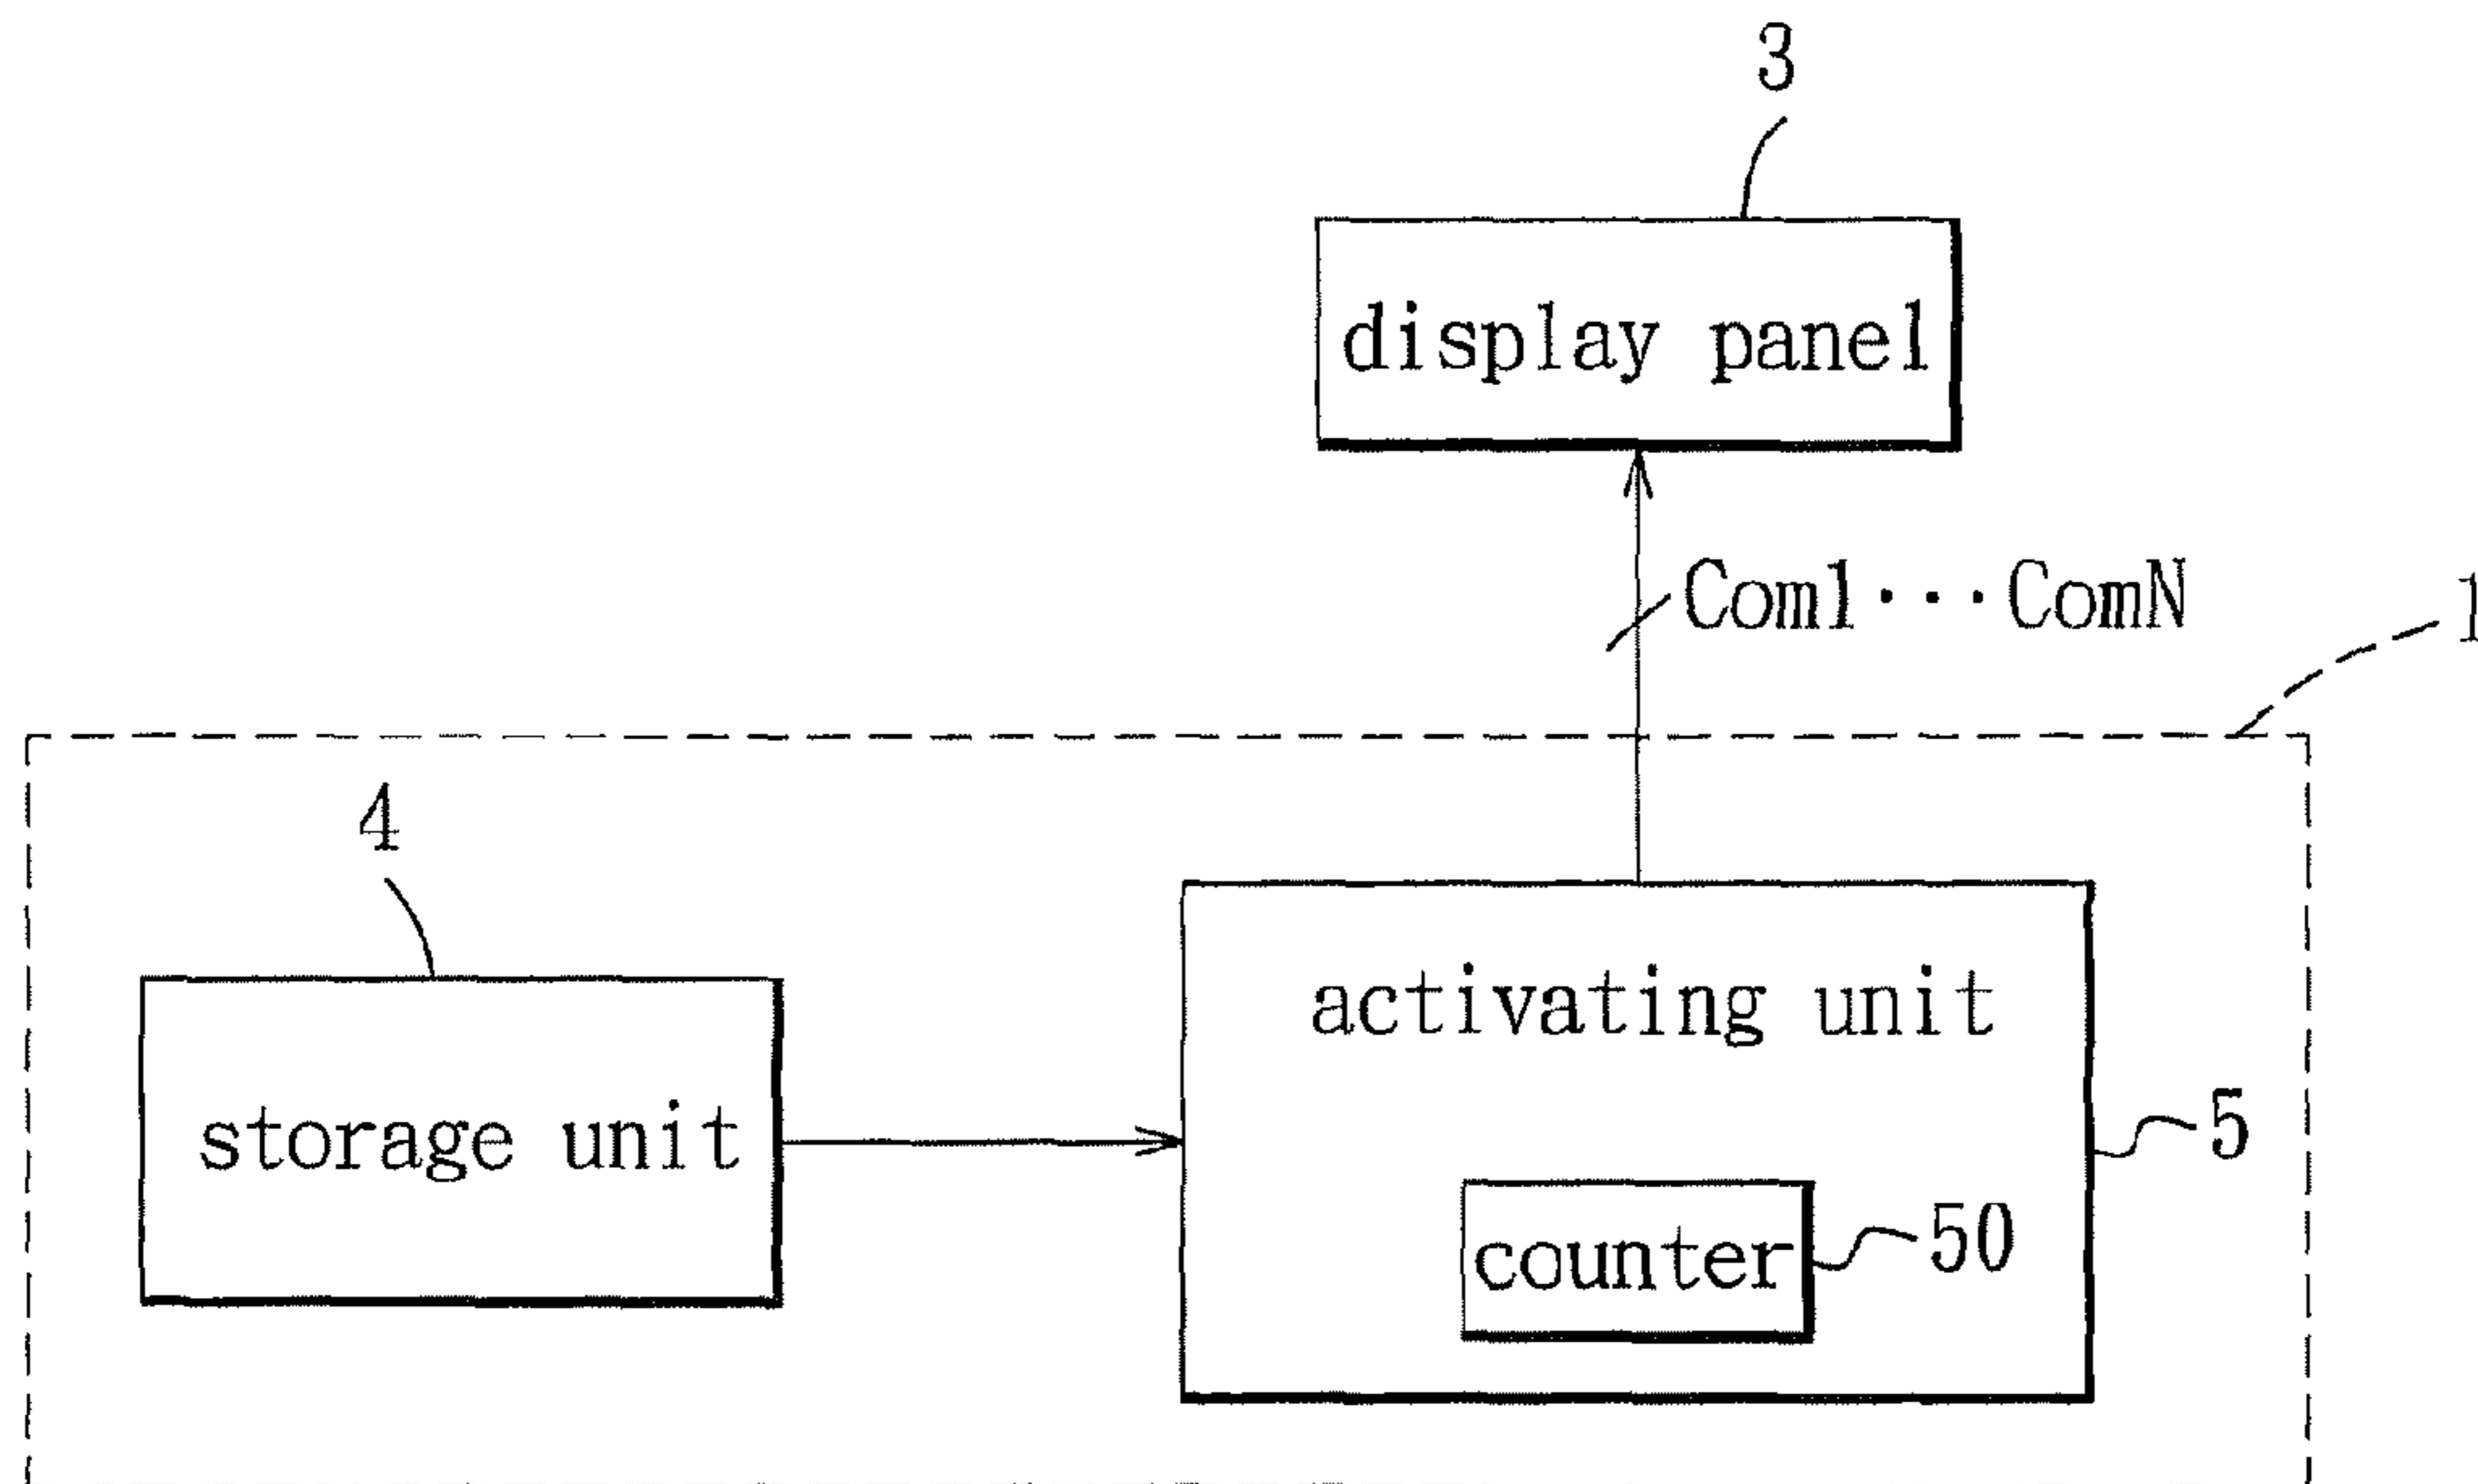 3
display panel
Com1···ComN
1
4
activating unit
storage unit
5
counter
50